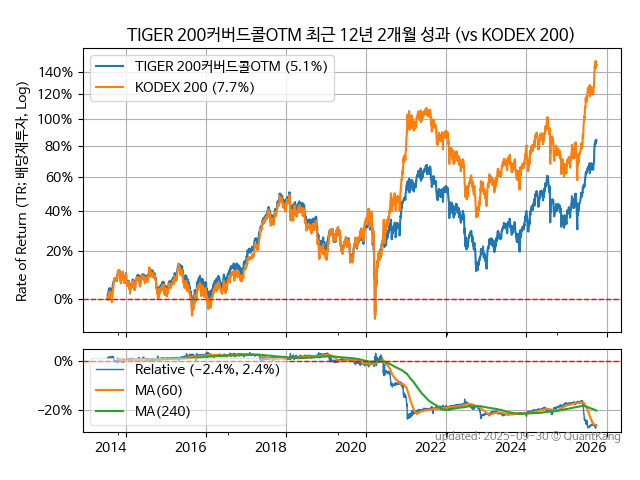 TIGER 200커버드콜OTM 최근 12년 2개월 성과 (vs KODEX 200)
Rate of Return (TR: 배당재투자, Log)
TIGER 200커버드콜OTM (5.1%)
KODEX 200 (7.7%)
140%
120%
100%
80%
60%
40%
20%
0%
Relative (−2.4%, 2.4%)
MA(60)
MA(240)
0%
−20%
updated: 2025-09-30 © QuantKang
2014 2016 2018 2020 2022 2024 2026